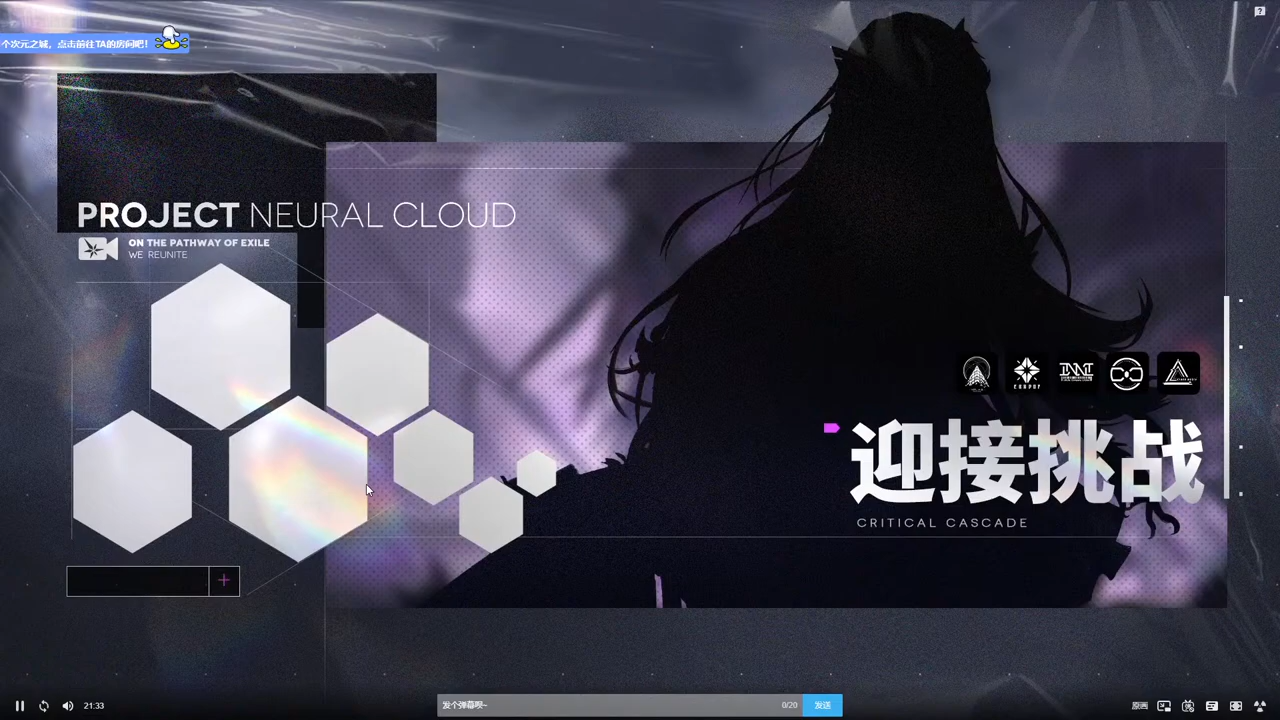 个次元之城，点击前往TA的房间吧！
PROJECT NEURAL CLOUD
ON THE PATHWAY OF EXILE
WE REUNITE
迎接挑战
CRITICAL CASCADE
21:33
发个弹幕呗~
0/20
发送
原画